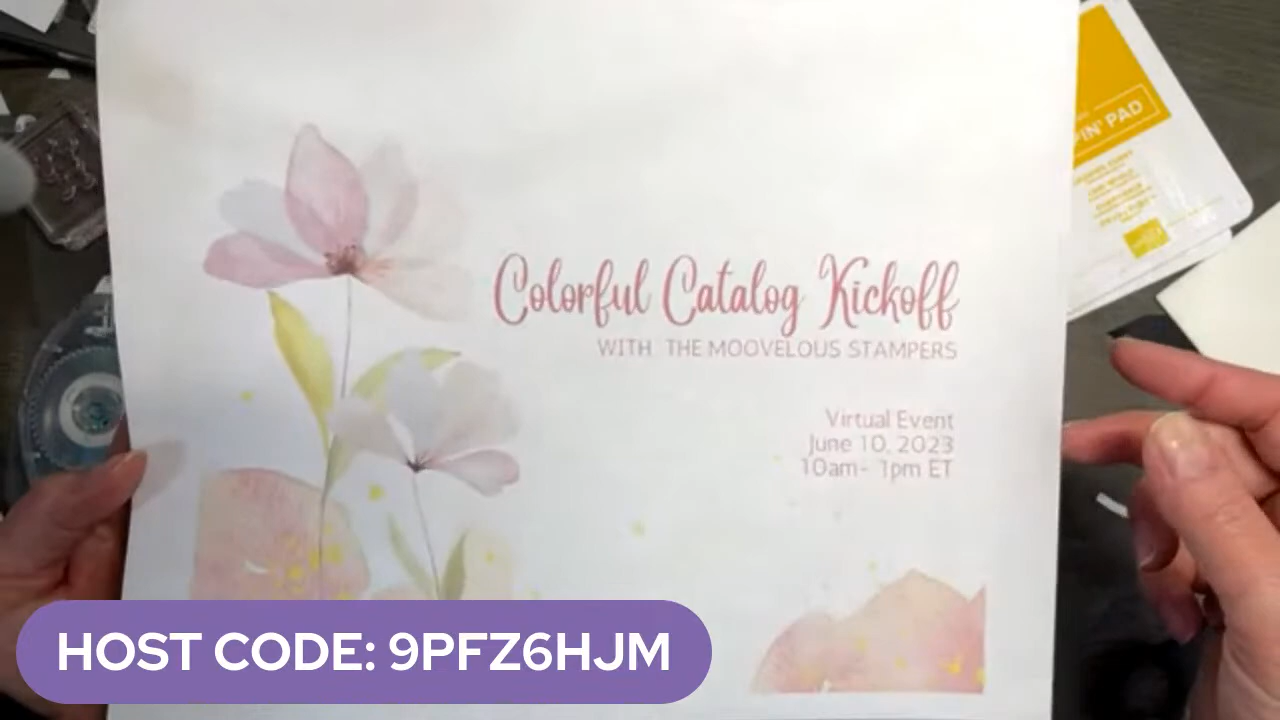 Colorful Catalog Kickoff
WITH THE MOOVELOUS STAMPERS
Virtual Event
June 10, 2023
10am- 1pm ET
IN' PAD
HOST CODE: 9PFZ6HJM